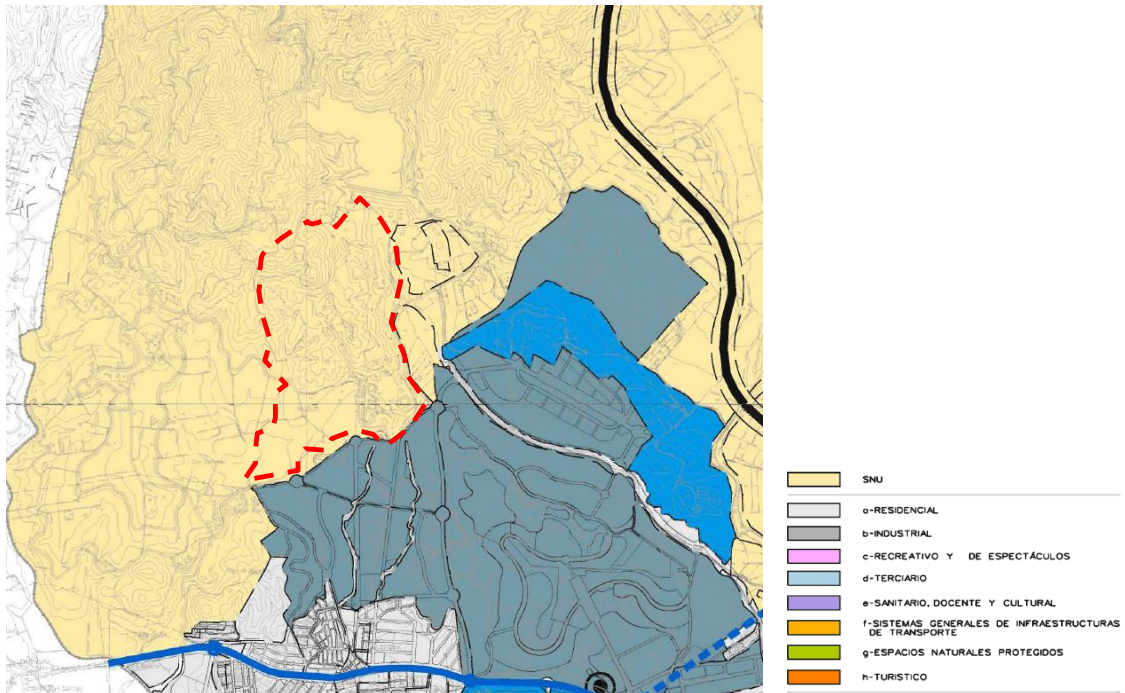 SNU
a-RESIDENCIAL
b-INDUSTRIAL
c-RECREATIVO Y DE ESPECTÁCULOS
d-TERCIARIO
e-SANITARIO, DOCENTE Y CULTURAL
f-SISTEMAS GENERALES DE INFRAESTRUCTURAS
DE TRANSPORTE
g-ESPACIOS NATURALES PROTEGIDOS
h-TURISTICO